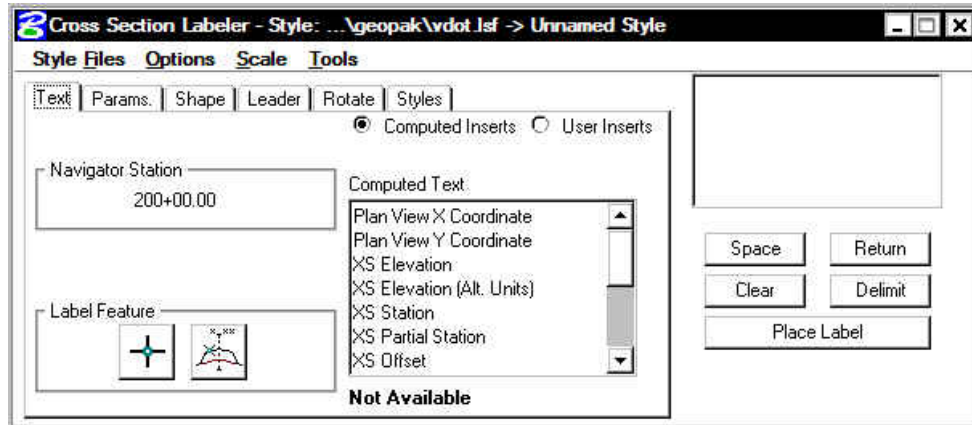 Cross Section Labeler - Style: ...\geopak\vdot.lsf -> Unnamed Style
Style Files Options Scale Tools
Text Params. Shape Leader Rotate Styles
Computed Inserts User Inserts
Navigator Station
200+00.00
Computed Text
Plan View X Coordinate
Plan View Y Coordinate
XS Elevation
XS Elevation (Alt. Units)
XS Station
XS Partial Station
XS Offset
Not Available
Label Feature
Space Return
Clear Delimit
Place Label